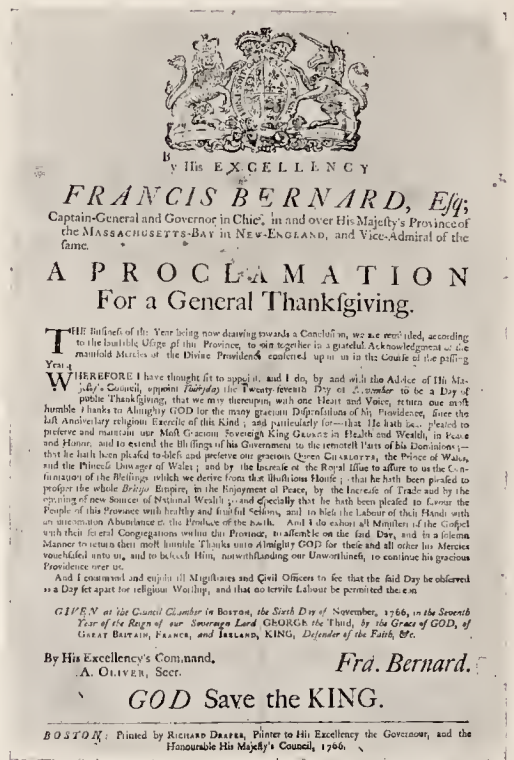 By His EXCELLENCY
FRANCIS BERNARD, Eſq;
Captain-General and Governor in Chief, in and over His Majeſty's Province of
the MASSACHUSETTS-BAY in NEW-ENGLAND, and Vice-Admiral of the
ſame.
A PROCLAMATION
For a General Thankſgiving.
THE Buſineſs of the Year being now drawing towards a Concluſion, we are reminded, according
to the laudable Uſage of this Province, to join together in a grateful Acknowledgment of the
manifold Mercies of the Divine Providence conferred upon us in the Courſe of the paſſing
Year;
WHEREFORE I have thought fit to appoint, and I do, by and with the Advice of His Ma-
jeſty's Council, appoint Thurſday the Twenty-ſeventh Day of November to be a Day of
public Thankſgiving, that we may thereupon, with one Heart and Voice, return our moſt
humble Thanks to Almighty GOD for the many gracious Diſpenſations of his Providence, ſince the
laſt Anniverſary religious Exerciſe of this Kind; and particularly for—that He hath been pleaſed to
preſerve and maintain our Moſt Gracious Sovereign King GEORGE in Health and Wealth, in Peace
and Honor, and to extend the Bleſſings of his Government to the remoteſt Parts of his Dominions;—
that he hath been pleaſed to bleſs and preſerve our gracious Queen CHARLOTTE, the Prince of Wales,
and the Princeſs Dowager of Wales; and by the Increaſe of the Royal Iſſue to aſſure to us the Con-
tinuation of the Bleſſings which we derive from that Illuſtrious Houſe;—that he hath been pleaſed to
proſper the whole Britiſh Empire, in the Enjoyment of Peace, by the Increaſe of Trade and by the
opening of new Sources of National Wealth;—and eſpecially that he hath been pleaſed to favour the
People of this Province with healthy and fruitful Seaſons, and to bleſs the Labour of their Hands with
an uncommon Abundance of the Produce of the Earth. And I do exhort all Miniſters of the Goſpel
with their ſeveral Congregations within this Province, to aſſemble on the ſaid Day, and in a ſolemn
Manner to return their moſt humble Thanks unto Almighty GOD for theſe and all other his Mercies
vouchſafed unto us, and to beſeech Him, notwithſtanding our Unworthineſs, to continue his gracious
Providence over us.
And I command and enjoin all Magiſtrates and Civil Officers to ſee that the ſaid Day be obſerved
as a Day ſet apart for religious Worſhip, and that no ſervile Labour be permitted thereon
GIVEN at the Council Chamber in BOSTON, the Sixth Day of November, 1766, in the Seventh
Year of the Reign of our Sovereign Lord GEORGE the Third, by the Grace of GOD, of
GREAT BRITAIN, FRANCE, and IRELAND, KING, Defender of the Faith, &c.
By His Excellency's Command,
A. OLIVER, Secr.
Fra. Bernard.
GOD Save the KING.
BOSTON: Printed by RICHARD DRAPER, Printer to His Excellency the Governour, and the
Honourable His Majeſty's Council, 1766.